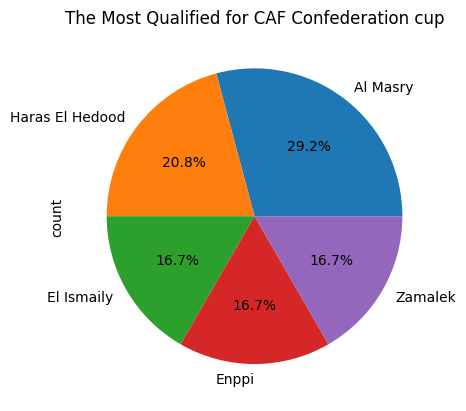 The Most Qualified for CAF Confederation cup
Al Masry
29.2%
Haras El Hedood
20.8%
count
El Ismaily
16.7%
Enppi
16.7%
Zamalek
16.7%